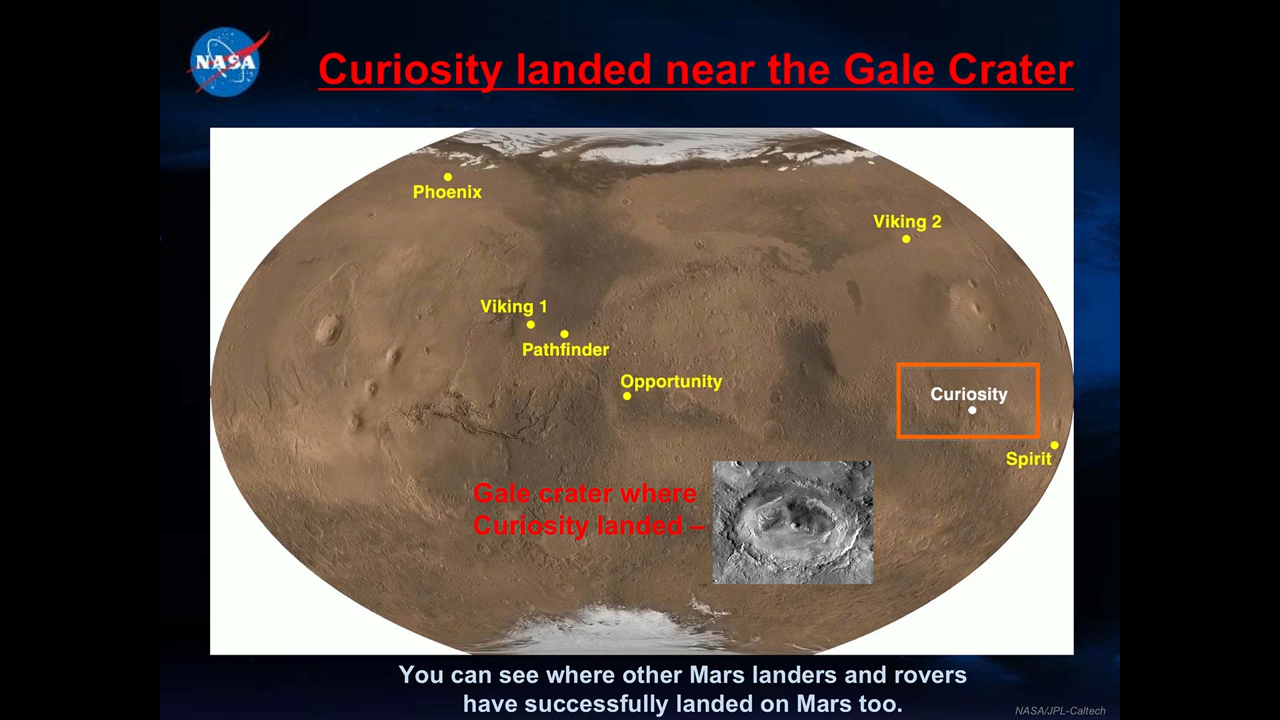 NASA
Curiosity landed near the Gale Crater
Phoenix
Viking 2
Viking 1
Pathfinder
Opportunity
Curiosity
Spirit
Gale crater where
Curiosity landed –
You can see where other Mars landers and rovers
have successfully landed on Mars too.
NASA/JPL-Caltech